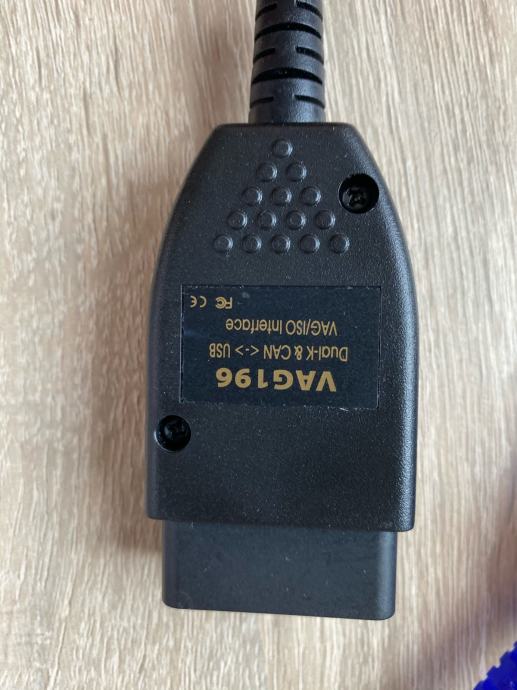 VAG196
Dual-K & CAN <-> USB
VAG/ISO Interface
FC CE